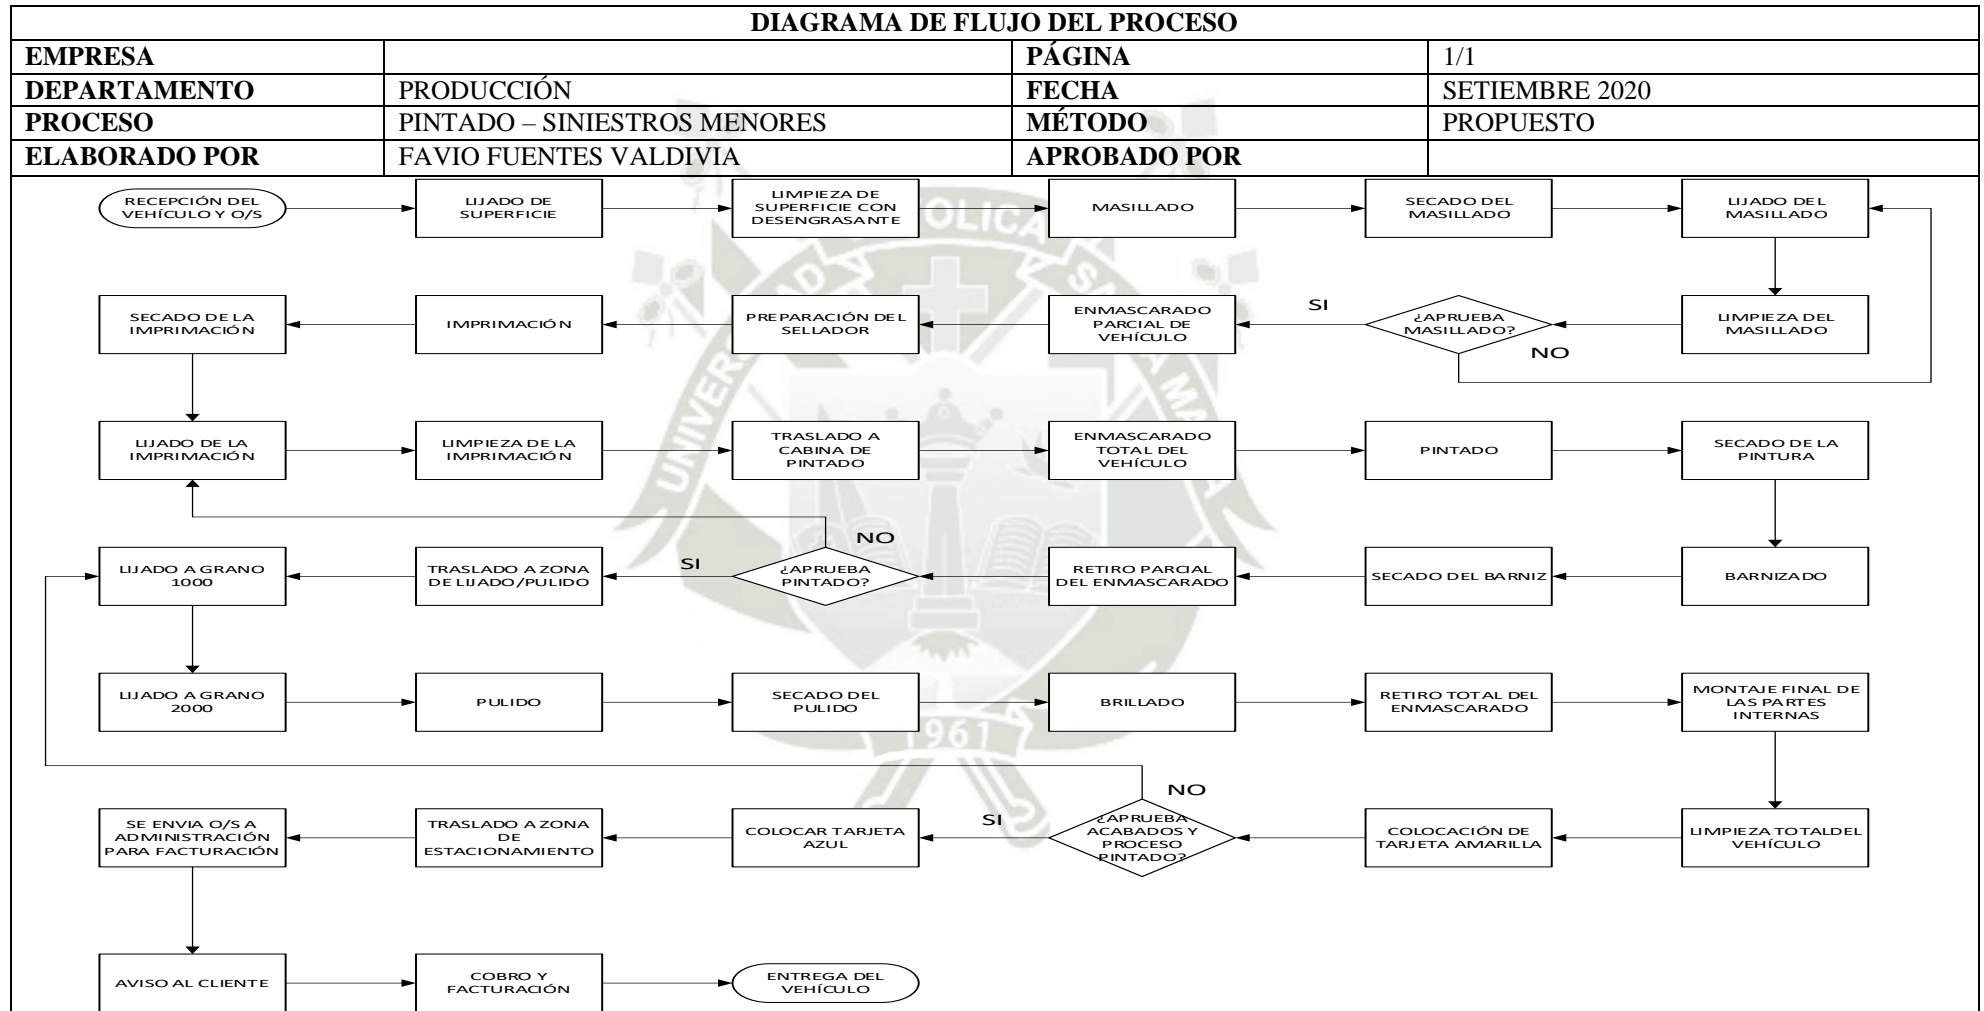 DIAGRAMA DE FLUJO DEL PROCESO
EMPRESA
PÁGINA
1/1
DEPARTAMENTO
PRODUCCIÓN
FECHA
SETIEMBRE 2020
PROCESO
PINTADO – SINIESTROS MENORES
MÉTODO
PROPUESTO
ELABORADO POR
FAVIO FUENTES VALDIVIA
APROBADO POR
RECEPCIÓN DEL
VEHÍCULO Y O/S
LIJADO DE
SUPERFICIE
LIMPIEZA DE
SUPERFICIE CON
DESENGRASANTE
MASILLADO
SECADO DEL
MASILLADO
LIJADO DEL
MASILLADO
SECADO DE LA
IMPRIMACIÓN
IMPRIMACIÓN
PREPARACIÓN DEL
SELLADOR
ENMASCARADO
PARCIAL DE
VEHÍCULO
SI
¿APRUEBA
MASILLADO?
NO
LIMPIEZA DEL
MASILLADO
LIJADO DE LA
IMPRIMACIÓN
LIMPIEZA DE LA
IMPRIMACIÓN
TRASLADO A
CABINA DE
PINTADO
ENMASCARADO
TOTAL DEL
VEHÍCULO
PINTADO
SECADO DE LA
PINTURA
LIJADO A GRANO
1000
TRASLADO A ZONA
DE LIJADO/PULIDO
SI
¿APRUEBA
PINTADO?
NO
RETIRO PARCIAL
DEL ENMASCARADO
SECADO DEL BARNIZ
BARNIZADO
LIJADO A GRANO
2000
PULIDO
SECADO DEL
PULIDO
BRILLADO
RETIRO TOTAL DEL
ENMASCARADO
MONTAJE FINAL DE
LAS PARTES
INTERNAS
SE ENVIA O/S A
ADMINISTRACIÓN
PARA FACTURACIÓN
TRASLADO A ZONA
DE
ESTACIONAMIENTO
COLOCAR TARJETA
AZUL
SI
¿APRUEBA
ACABADOS Y
PROCESO
PINTADO?
NO
COLOCACIÓN DE
TARJETA AMARILLA
LIMPIEZA TOTALDEL
VEHÍCULO
AVISO AL CLIENTE
COBRO Y
FACTURACIÓN
ENTREGA DEL
VEHÍCULO
1961